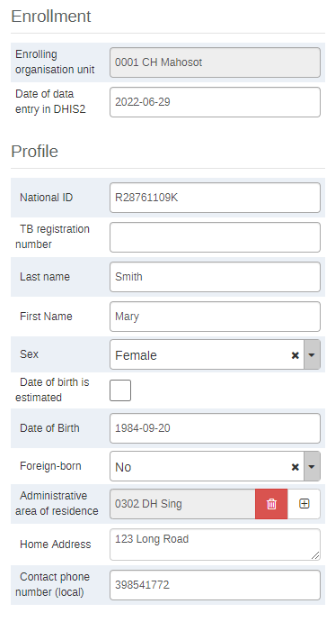 Enrollment
Enrolling
organisation unit
0001 CH Mahosot
Date of data
entry in DHIS2
2022-06-29
Profile
National ID
R28761109K
TB registration
number
Last name
Smith
First Name
Mary
Sex
Female
Date of birth is
estimated
Date of Birth
1984-09-20
Foreign-born
No
Administrative
area of residence
0302 DH Sing
Home Address
123 Long Road
Contact phone
number (local)
398541772